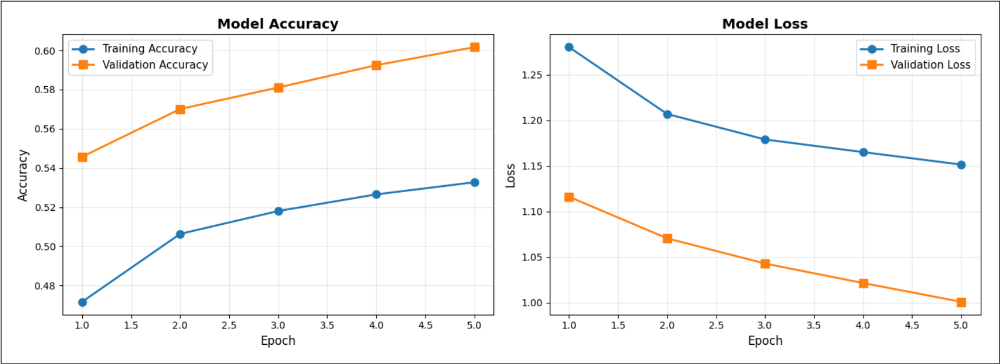 Model Accuracy
Training Accuracy
Validation Accuracy
0.60
0.58
0.56
0.54
0.52
0.50
0.48
Accuracy
1.0 1.5 2.0 2.5 3.0 3.5 4.0 4.5 5.0
Epoch
Model Loss
Training Loss
Validation Loss
1.25
1.20
1.15
1.10
1.05
1.00
Loss
1.0 1.5 2.0 2.5 3.0 3.5 4.0 4.5 5.0
Epoch